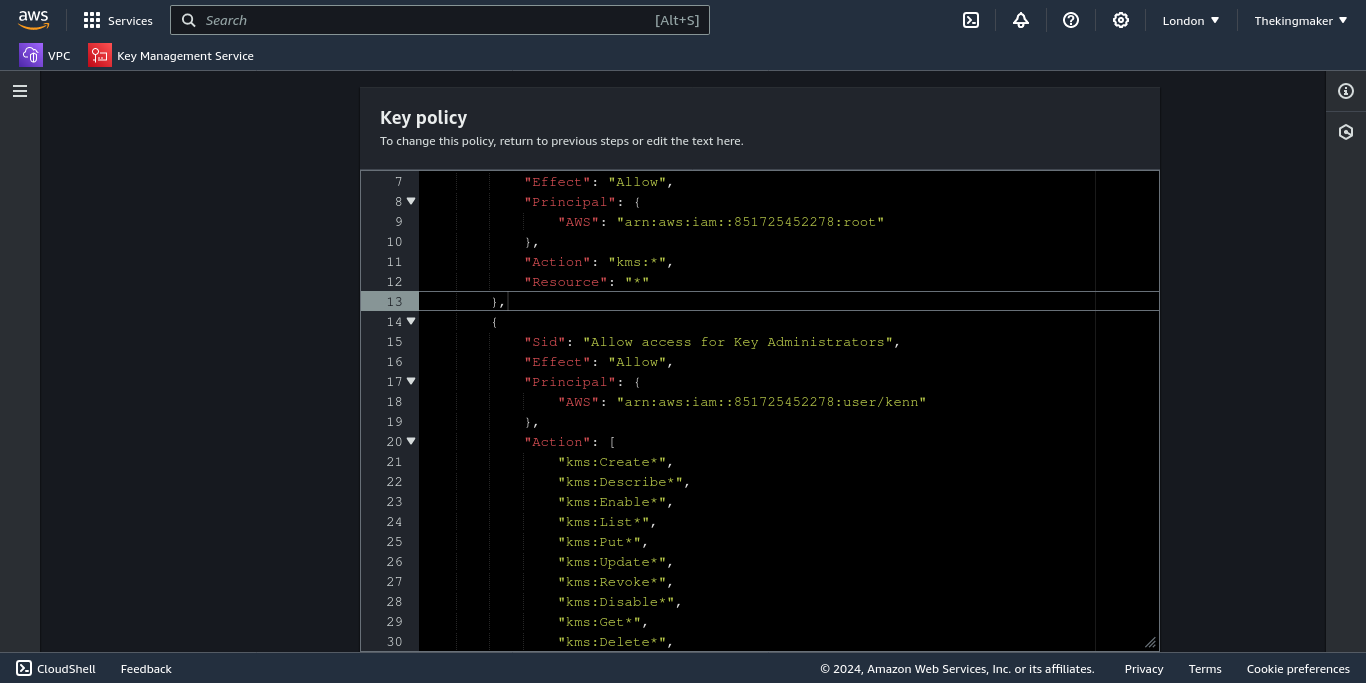 aws
Services
Search
[Alt+S]
London
Thekingmaker
VPC
Key Management Service
Key policy
To change this policy, return to previous steps or edit the text here.
7 "Effect": "Allow",
8 "Principal": {
9 "AWS": "arn:aws:iam::851725452278:root"
10 },
11 "Action": "kms:*",
12 "Resource": "*"
13 },
14 {
15 "Sid": "Allow access for Key Administrators",
16 "Effect": "Allow",
17 "Principal": {
18 "AWS": "arn:aws:iam::851725452278:user/kenn"
19 },
20 "Action": [
21 "kms:Create*",
22 "kms:Describe*",
23 "kms:Enable*",
24 "kms:List*",
25 "kms:Put*",
26 "kms:Update*",
27 "kms:Revoke*",
28 "kms:Disable*",
29 "kms:Get*",
30 "kms:Delete*",
CloudShell
Feedback
© 2024, Amazon Web Services, Inc. or its affiliates.
Privacy
Terms
Cookie preferences